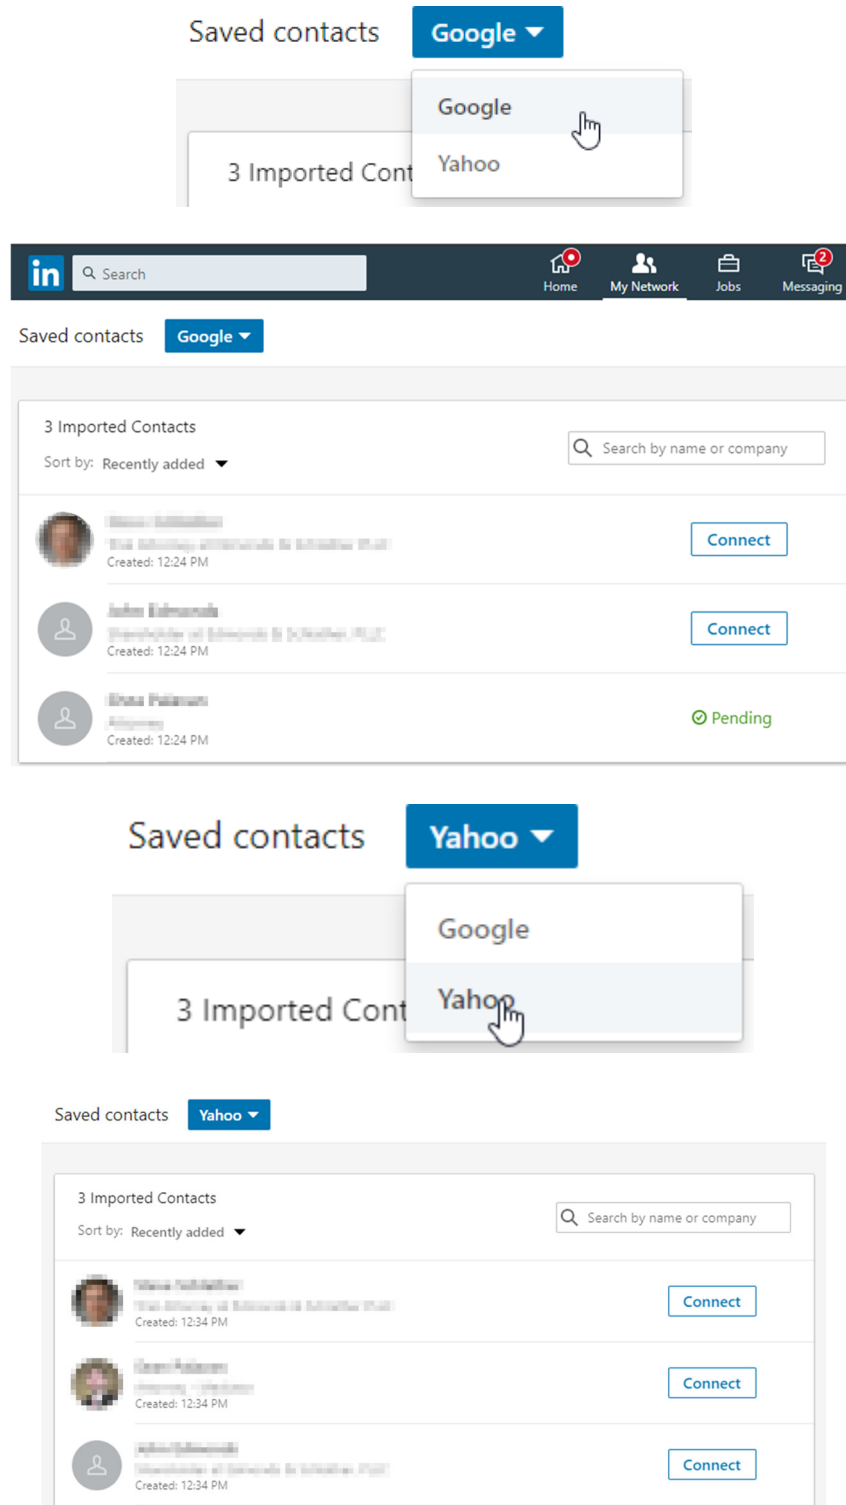 Saved contacts Google
Google
3 Imported Cont Yahoo
in Search Home My Network Jobs 2 Messaging
Saved contacts Google
3 Imported Contacts
Search by name or company
Sort by: Recently added
Connect
Created: 12:24 PM
Connect
Created: 12:24 PM
Pending
Created: 12:24 PM
Saved contacts Yahoo
Google
3 Imported Cont Yahoo
Saved contacts Yahoo
3 Imported Contacts
Search by name or company
Sort by: Recently added
Connect
Created: 12:34 PM
Connect
Created: 12:34 PM
Connect
Created: 12:34 PM